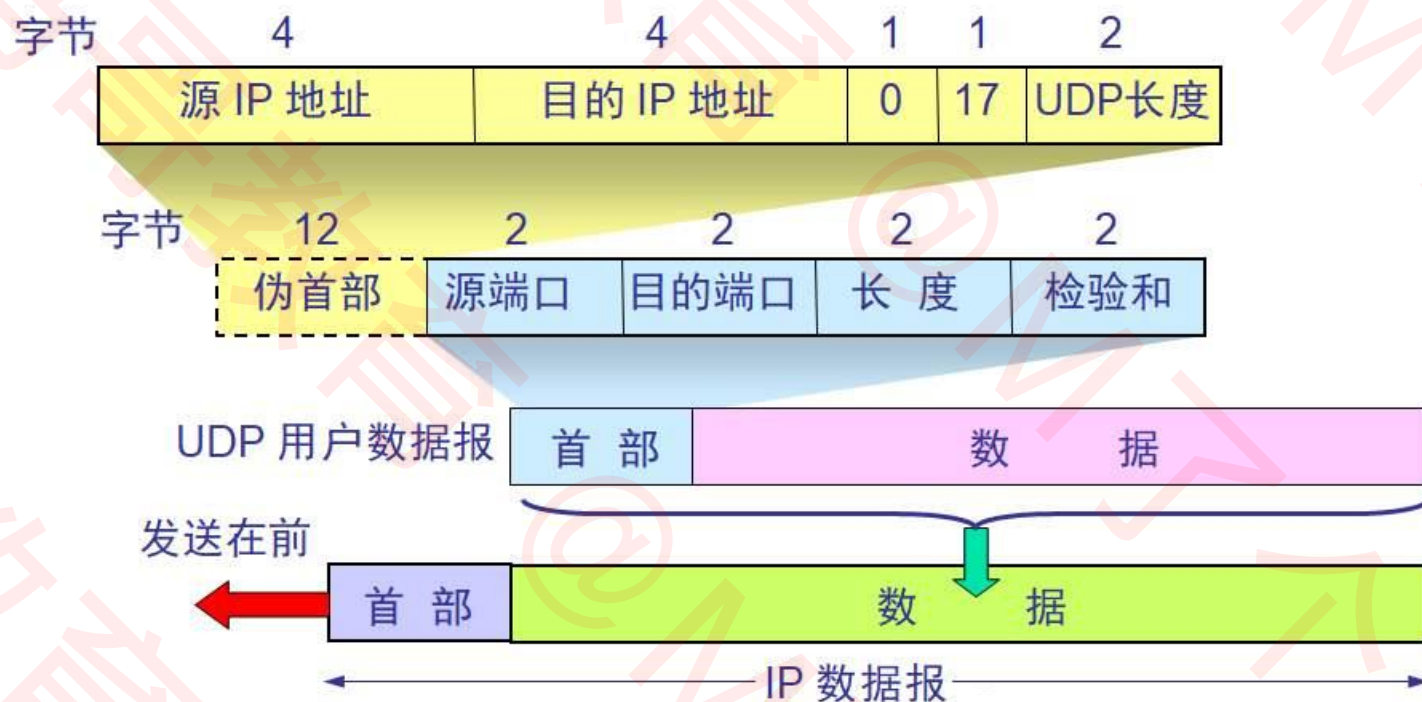 字节 4 4 1 1 2
源 IP 地址 目的 IP 地址 0 17 UDP长度
字节 12 2 2 2 2
伪首部 源端口 目的端口 长 度 检验和
UDP 用户数据报 首 部 数 据
发送在前
首 部 数 据
IP 数据报